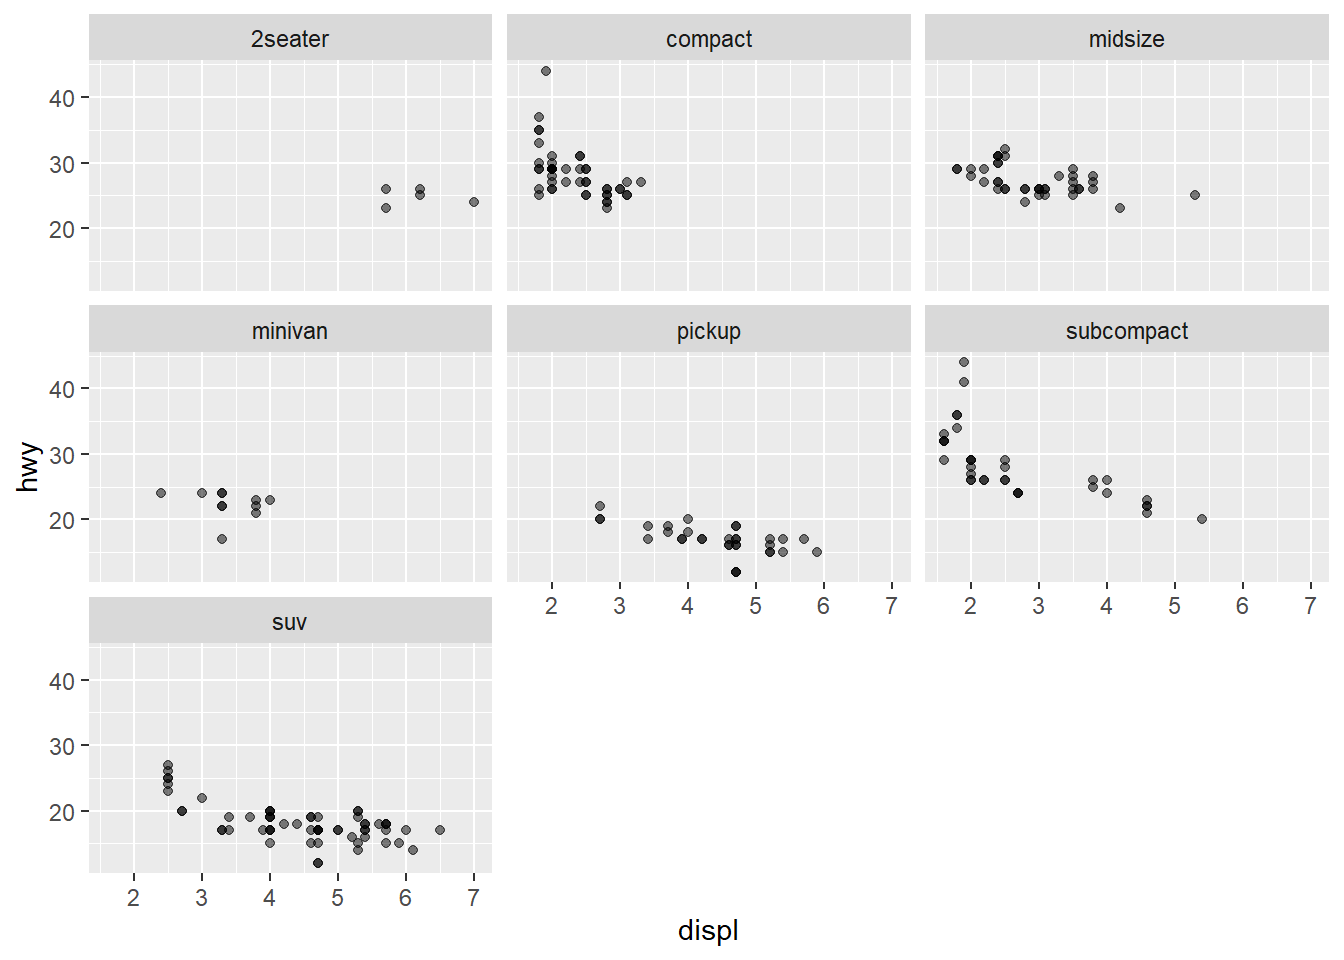 2seater compact midsize
40
30
20
minivan pickup subcompact
40
30
20
hwy
2 3 4 5 6 7 2 3 4 5 6 7
suv
40
30
20
2 3 4 5 6 7
displ